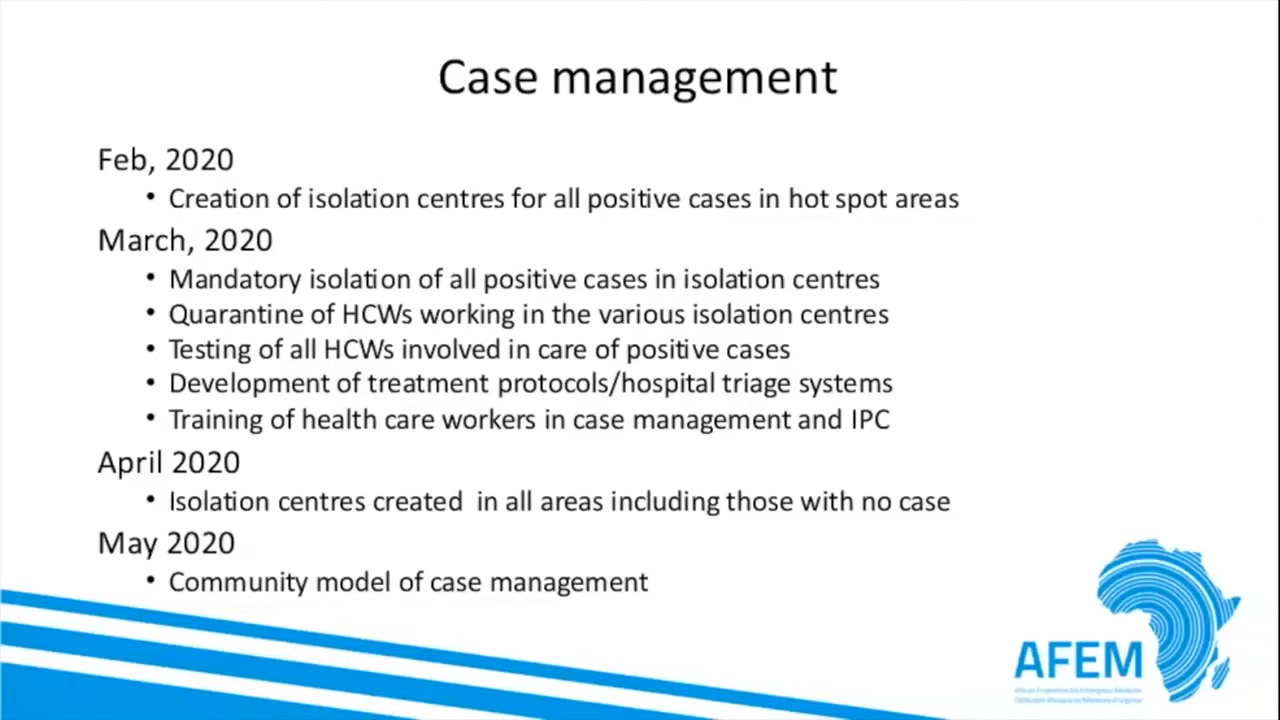 Case management
Feb, 2020
• Creation of isolation centres for all positive cases in hot spot areas
March, 2020
• Mandatory isolation of all positive cases in isolation centres
• Quarantine of HCWs working in the various isolation centres
• Testing of all HCWs involved in care of positive cases
• Development of treatment protocols/hospital triage systems
• Training of health care workers in case management and IPC
April 2020
• Isolation centres created  in all areas including those with no case
May 2020
• Community model of case management
AFEM